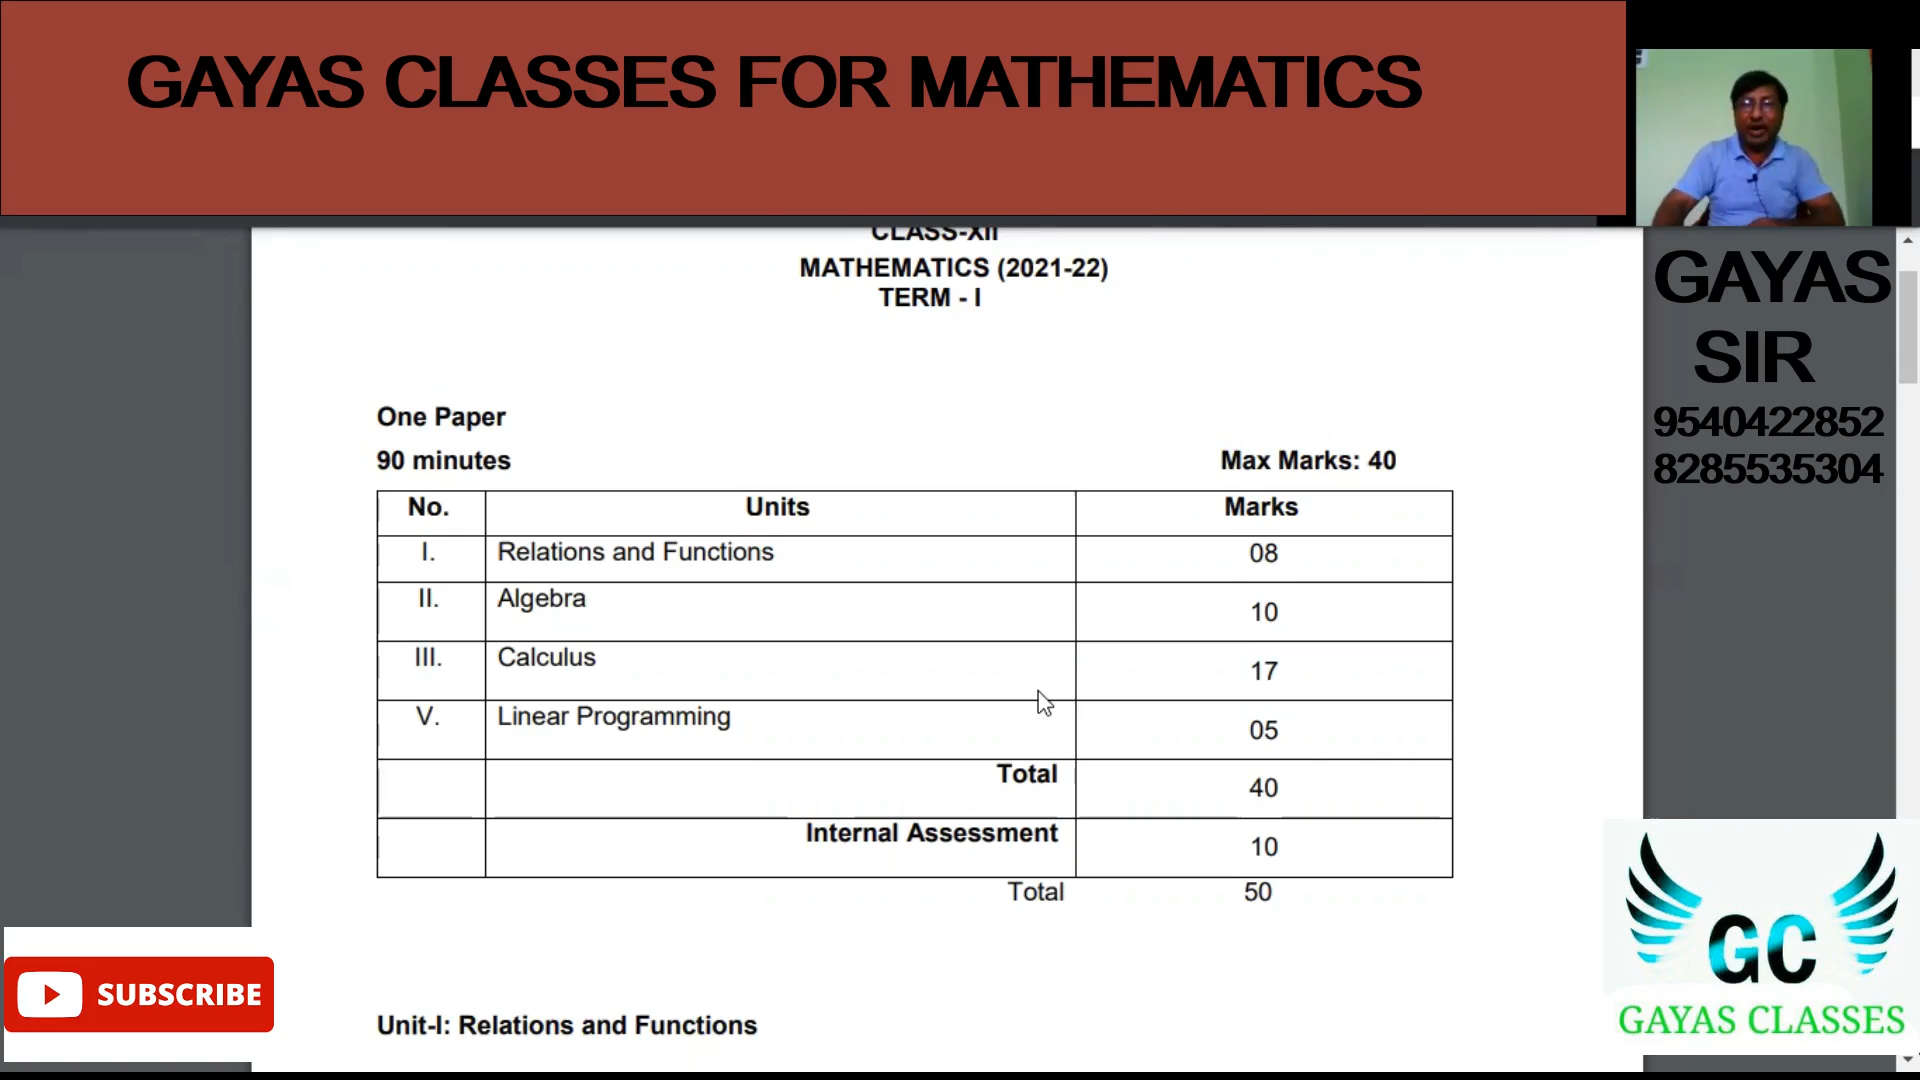 GAYAS CLASSES FOR MATHEMATICS
CLASS-XII
MATHEMATICS (2021-22)
TERM - I
GAYAS
SIR
9540422852
8285535304
One Paper
90 minutes Max Marks: 40
No. Units Marks
I. Relations and Functions 08
II. Algebra 10
III. Calculus 17
V. Linear Programming 05
Total 40
Internal Assessment 10
Total 50
Unit-I: Relations and Functions
SUBSCRIBE
GC
GAYAS CLASSES